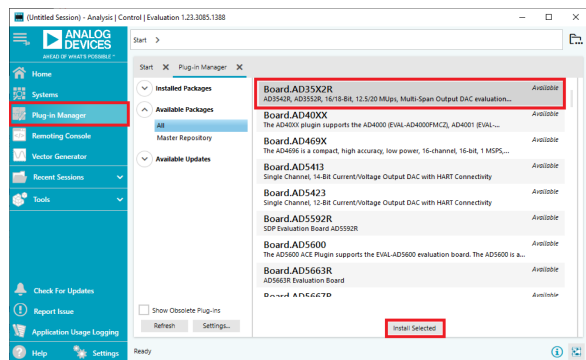 (Untitled Session) - Analysis | Control | Evaluation 1.23.3085.1388
ANALOG
DEVICES
AHEAD OF WHAT'S POSSIBLE™
Start >
Home
Systems
Plug-in Manager
Remoting Console
Vector Generator
Recent Sessions
Tools
Check For Updates
Report Issue
Application Usage Logging
Help Settings
Start Plug-in Manager
Installed Packages
Available Packages
All
Master Repository
Available Updates
Show Obsolete Plug-ins
Refresh Settings...
Board.AD35X2R Available
AD3542R, AD3552R, 16/18-Bit, 12.5/20 MUps, Multi-Span Output DAC evaluation...
Board.AD40XX Available
The AD40XX plugin supports the AD4000 (EVAL-AD4000FMCZ), AD4001 (EVAL-...
Board.AD469X Available
The AD4696 is a compact, high accuracy, low power, 16-channel, 16-bit, 1 MSPS,...
Board.AD5413 Available
Single Channel, 14-Bit Current/Voltage Output DAC with HART Connectivity
Board.AD5423 Available
Single Channel, 12-Bit Current/Voltage Output DAC with HART Connectivity
Board.AD5592R Available
SDP Evaluation Board AD5592R
Board.AD5600 Available
The AD5600 ACE Plugin supports the EVAL-AD5600 evaluation board. The AD5600 is a...
Board.AD5663R Available
AD5663R Evaluation Board
Board.AD5667R Available
Install Selected
Ready